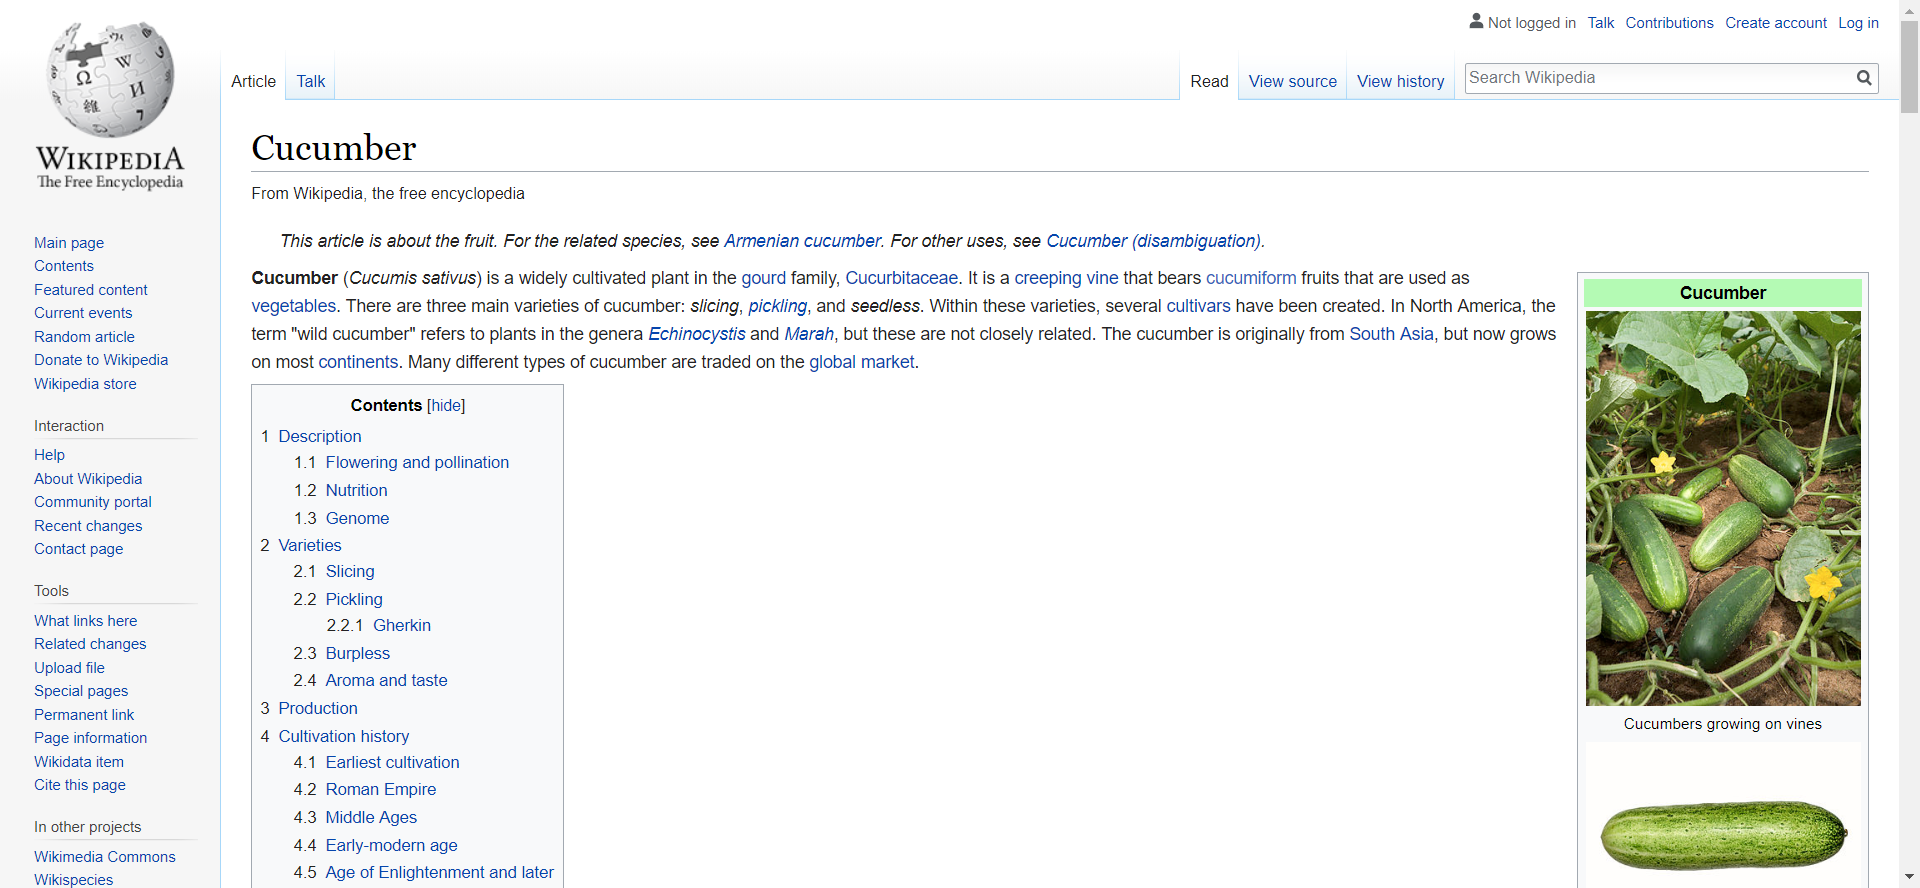 Not logged in Talk Contributions Create account Log in
Article Talk Read View source View history Search Wikipedia
WIKIPEDIA
The Free Encyclopedia
Main page
Contents
Featured content
Current events
Random article
Donate to Wikipedia
Wikipedia store
Interaction
Help
About Wikipedia
Community portal
Recent changes
Contact page
Tools
What links here
Related changes
Upload file
Special pages
Permanent link
Page information
Wikidata item
Cite this page
In other projects
Wikimedia Commons
Wikispecies
Cucumber
From Wikipedia, the free encyclopedia
This article is about the fruit. For the related species, see Armenian cucumber. For other uses, see Cucumber (disambiguation).
Cucumber (Cucumis sativus) is a widely cultivated plant in the gourd family, Cucurbitaceae. It is a creeping vine that bears cucumiform fruits that are used as
vegetables. There are three main varieties of cucumber: slicing, pickling, and seedless. Within these varieties, several cultivars have been created. In North America, the
term "wild cucumber" refers to plants in the genera Echinocystis and Marah, but these are not closely related. The cucumber is originally from South Asia, but now grows
on most continents. Many different types of cucumber are traded on the global market.
Contents [hide]
1 Description
1.1 Flowering and pollination
1.2 Nutrition
1.3 Genome
2 Varieties
2.1 Slicing
2.2 Pickling
2.2.1 Gherkin
2.3 Burpless
2.4 Aroma and taste
3 Production
4 Cultivation history
4.1 Earliest cultivation
4.2 Roman Empire
4.3 Middle Ages
4.4 Early-modern age
4.5 Age of Enlightenment and later
Cucumber
Cucumbers growing on vines